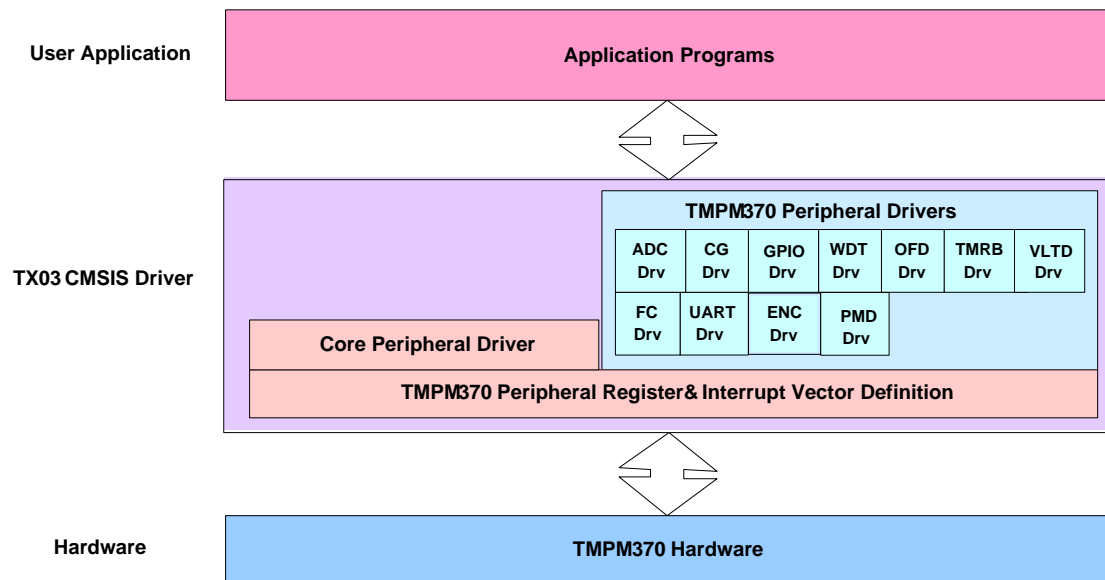 User Application
Application Programs
TX03 CMSIS Driver
TMPM370 Peripheral Drivers
ADC Drv
CG Drv
GPIO Drv
WDT Drv
OFD Drv
TMRB Drv
VLTD Drv
FC Drv
UART Drv
ENC Drv
PMD Drv
Core Peripheral Driver
TMPM370 Peripheral Register& Interrupt Vector Definition
Hardware
TMPM370 Hardware